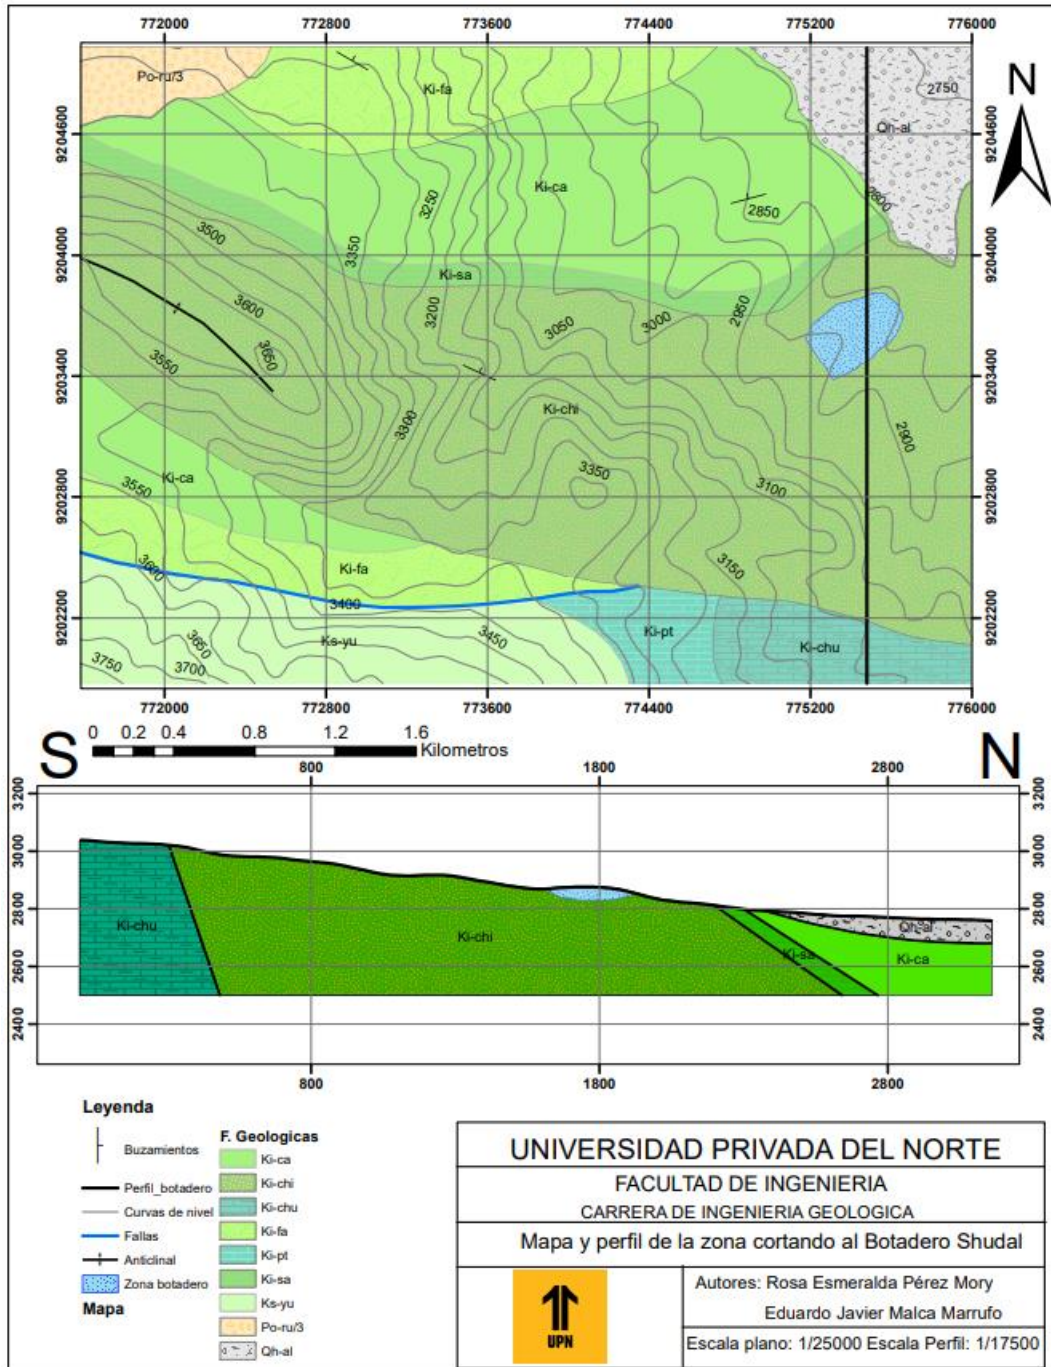 772000 772800 773600 774400 775200 776000
Po-ru/3
Ki-fa
2750
N
9204600
Qh-al
9204600
Ki-ca
3250
2800
2850
3500
3350
9204000
9204000
Ki-sa
3600
3200
2950
3050
3000
3650
3550
9203400
9203400
Ki-chi
3300
2900
3350
Ki-ca
3550
3100
9202800
9202800
3150
3600
Ki-fa
3400
9202200
9202200
3650
Ks-yu
3450
Ki-pt
Ki-chu
3750
3700
772000 772800 773600 774400 775200 776000
S
0 0.2 0.4 0.8 1.2 1.6
Kilometros
N
800 1800 2800
3200
3200
3000
3000
2800
2800
Ki-chu
Ki-chi
Qh-al
Ki-sa
Ki-ca
2600
2600
2400
2400
800 1800 2800
Leyenda
Buzamientos
Perfil_botadero
Curvas de nivel
Fallas
Anticlinal
Zona botadero
Mapa
F. Geologicas
Ki-ca
Ki-chi
Ki-chu
Ki-fa
Ki-pt
Ki-sa
Ks-yu
Po-ru/3
Qh-al
UNIVERSIDAD PRIVADA DEL NORTE
FACULTAD DE INGENIERIA
CARRERA DE INGENIERIA GEOLOGICA
Mapa y perfil de la zona cortando al Botadero Shudal
UPN
Autores: Rosa Esmeralda Pérez Mory
Eduardo Javier Malca Marrufo
Escala plano: 1/25000 Escala Perfil: 1/17500